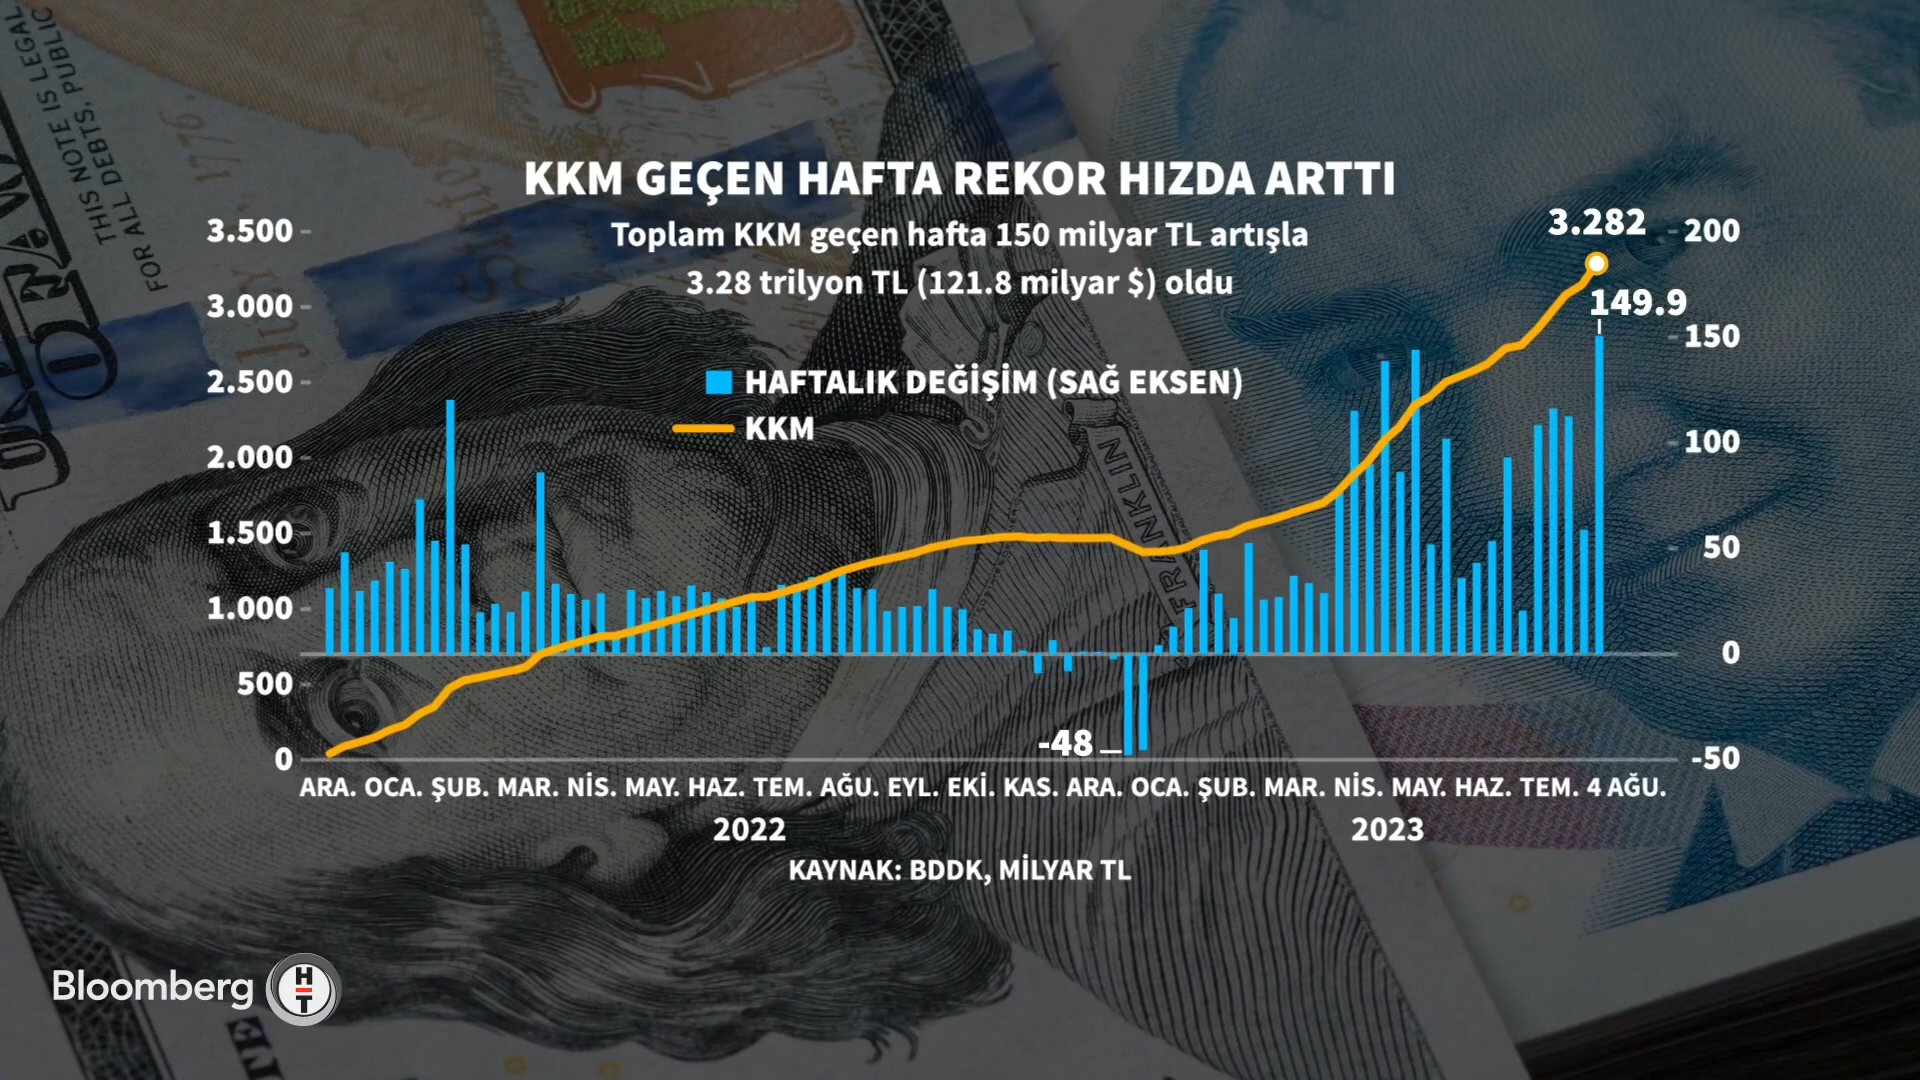 THIS NOTE IS LEGAL
FOR ALL DEBTS, PUBLIC
KKM GEÇEN HAFTA REKOR HIZDA ARTTI
Toplam KKM geçen hafta 150 milyar TL artışla
3.28 trilyon TL (121.8 milyar $) oldu
HAFTALIK DEĞİŞİM (SAĞ EKSEN)
KKM
3.500
3.000
2.500
2.000
1.500
1.000
500
0
3.282
149.9
-48
200
150
100
50
0
-50
FRANKLIN
ARA. OCA. ŞUB. MAR. NİS. MAY. HAZ. TEM. AĞU. EYL. EKİ. KAS. ARA. OCA. ŞUB. MAR. NİS. MAY. HAZ. TEM. 4 AĞU.
2022 2023
KAYNAK: BDDK, MİLYAR TL
Bloomberg HT